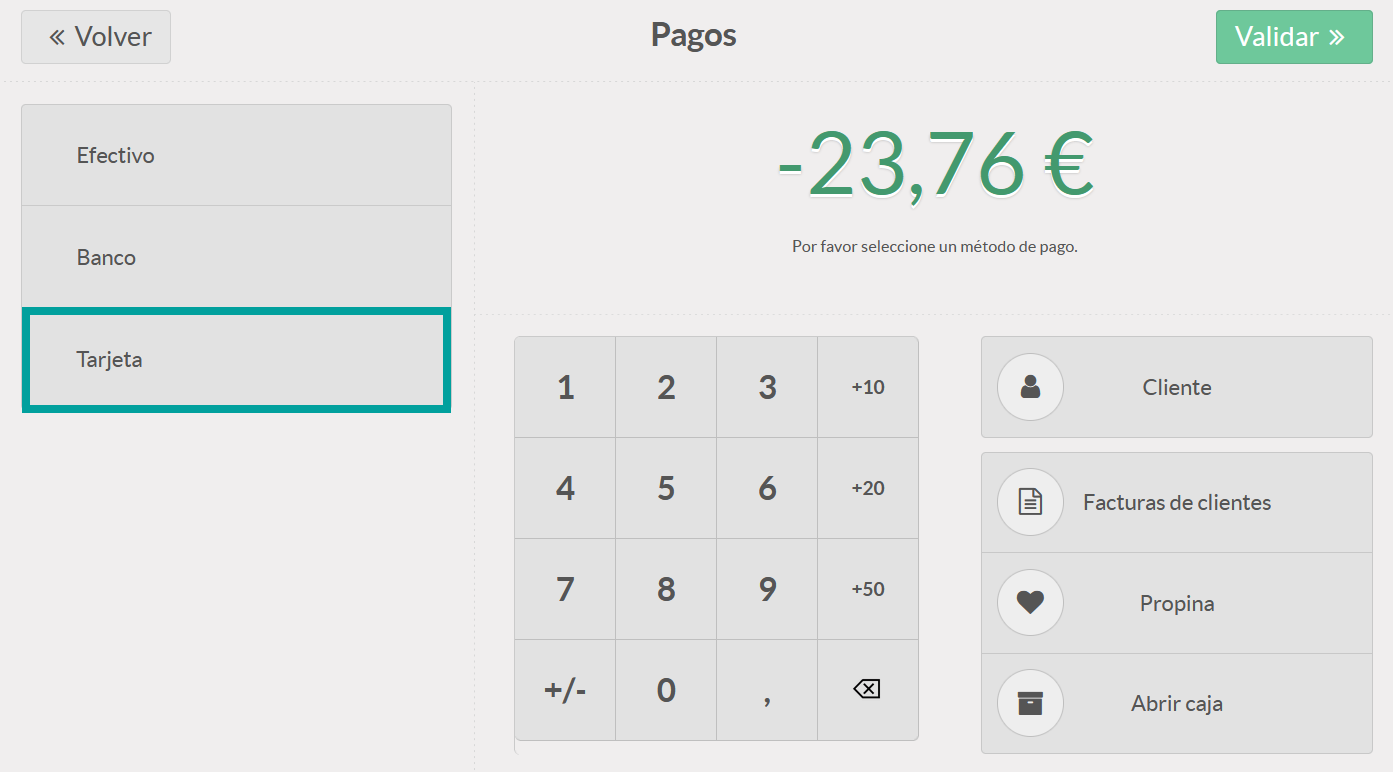 « Volver
Pagos
Validar »
Efectivo
Banco
Tarjeta
-23,76 €
Por favor seleccione un método de pago.
1 2 3 +10
4 5 6 +20
7 8 9 +50
+/- 0 ,
Cliente
Facturas de clientes
Propina
Abrir caja